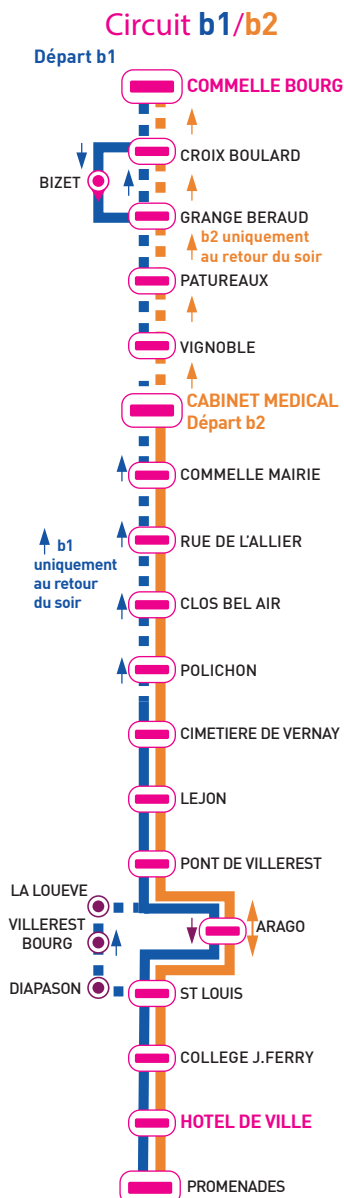 Circuit b1/b2
Départ b1
COMMELLE BOURG
CROIX BOULARD
BIZET
GRANGE BERAUD
b2 uniquement
au retour du soir
PATUREAUX
VIGNOBLE
CABINET MEDICAL
Départ b2
COMMELLE MAIRIE
RUE DE L'ALLIER
b1
uniquement
au retour
du soir
CLOS BEL AIR
POLICHON
CIMETIERE DE VERNAY
LEJON
PONT DE VILLEREST
LA LOUEVE
VILLEREST
BOURG
ARAGO
DIAPASON
ST LOUIS
COLLEGE J.FERRY
HOTEL DE VILLE
PROMENADES